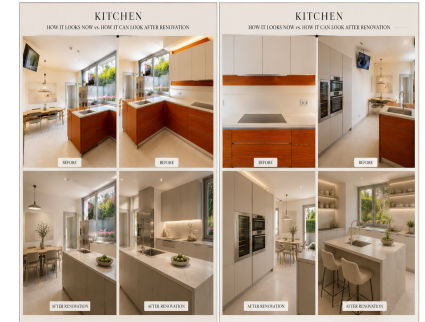 KITCHEN
HOW IT LOOKS NOW vs. HOW IT CAN LOOK AFTER RENOVATION
BEFORE
BEFORE
AFTER RENOVATION
AFTER RENOVATION
KITCHEN
HOW IT LOOKS NOW vs. HOW IT CAN LOOK AFTER RENOVATION
BEFORE
BEFORE
AFTER RENOVATION
AFTER RENOVATION